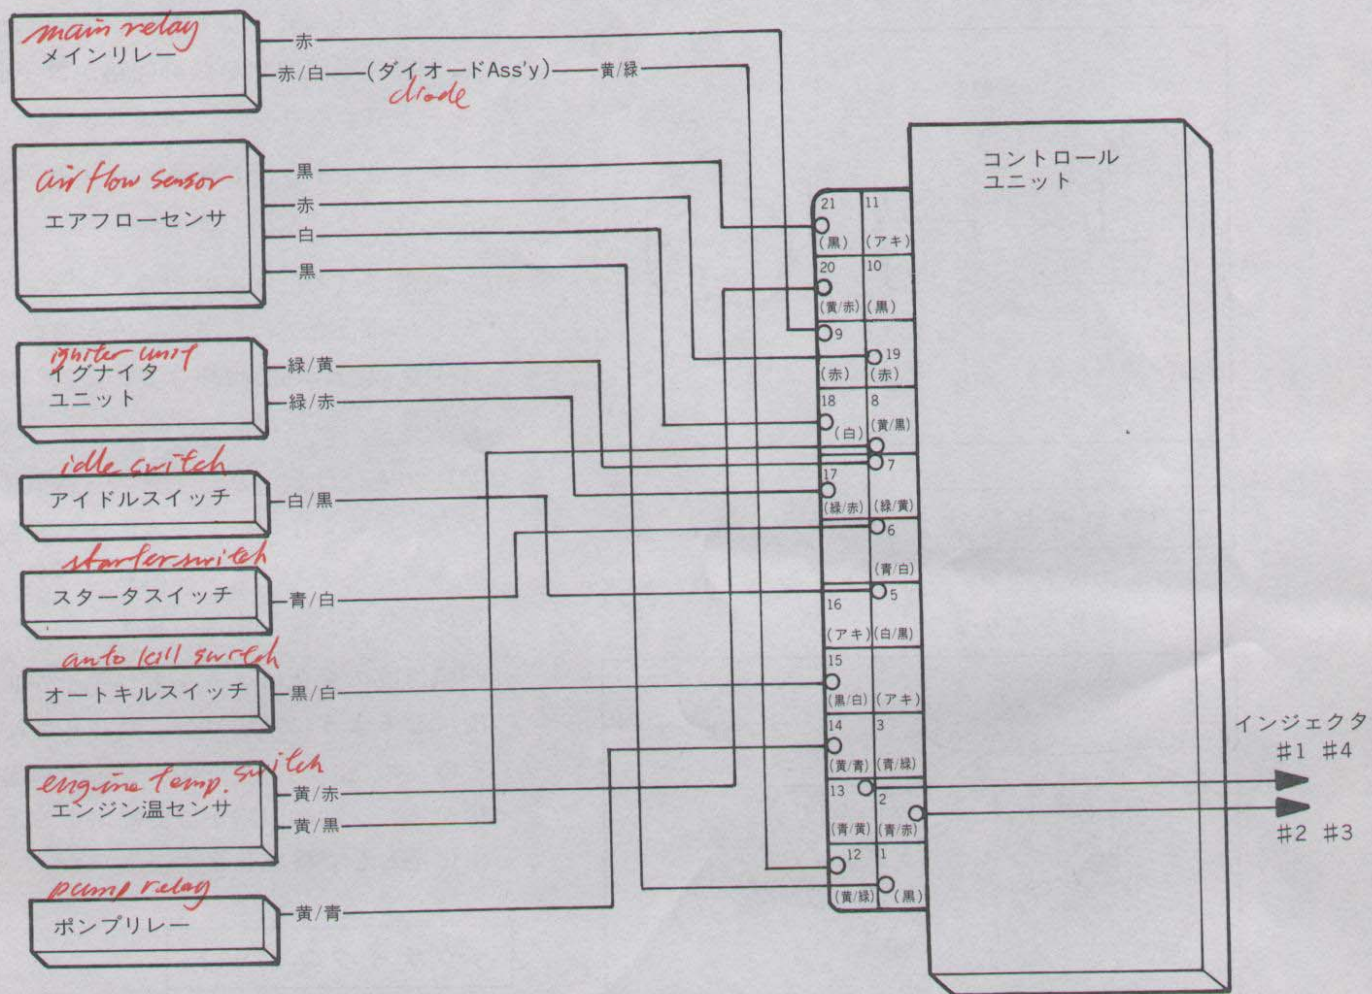 main relay
メインリレー
赤
赤/白
(ダイオードAss'y)
黄/緑
diode
air flow sensor
エアフローセンサ
黒
赤
白
黒
igniter unit
イグナイタ
ユニット
緑/黄
緑/赤
idle switch
アイドルスイッチ
白/黒
starter switch
スタータスイッチ
青/白
auto kill switch
オートキルスイッチ
黒/白
engine temp. switch
エンジン温センサ
黄/赤
黄/黒
pump relay
ポンプリレー
黄/青
コントロール
ユニット
21 11
(黒) (アキ)
20 10
(黄/赤) (黒)
9 19
(赤) (赤)
18 8
(白) (黄/黒)
17 7
(緑/赤) (緑/黄)
6
(青/白)
16 5
(アキ) (白/黒)
15
(黒/白) (アキ)
14 3
(黄/青) (青/緑)
13 2
(青/黄) (青/赤)
12 1
(黄/緑) (黒)
インジェクタ
#1 #4
#2 #3